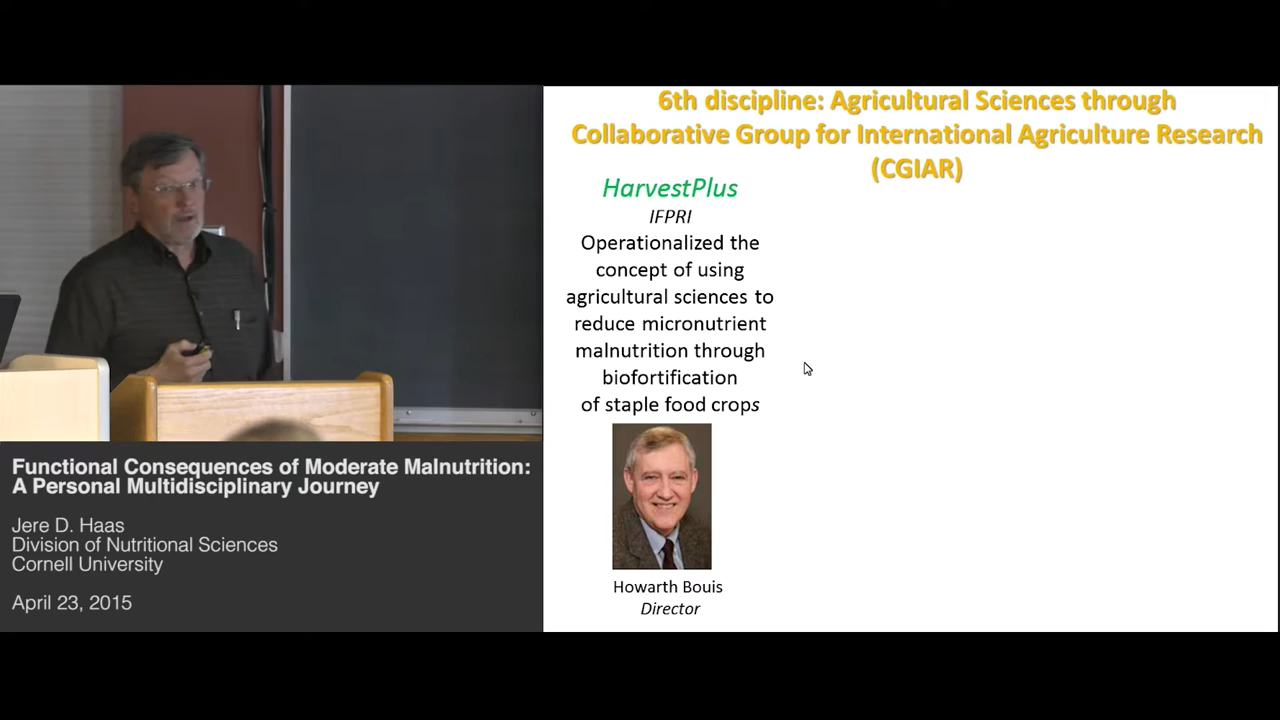 6th discipline: Agricultural Sciences through
Collaborative Group for International Agriculture Research
(CGIAR)
HarvestPlus
IFPRI
Operationalized the
concept of using
agricultural sciences to
reduce micronutrient
malnutrition through
biofortification
of staple food crops
Howarth Bouis
Director
Functional Consequences of Moderate Malnutrition:
A Personal Multidisciplinary Journey
Jere D. Haas
Division of Nutritional Sciences
Cornell University
April 23, 2015